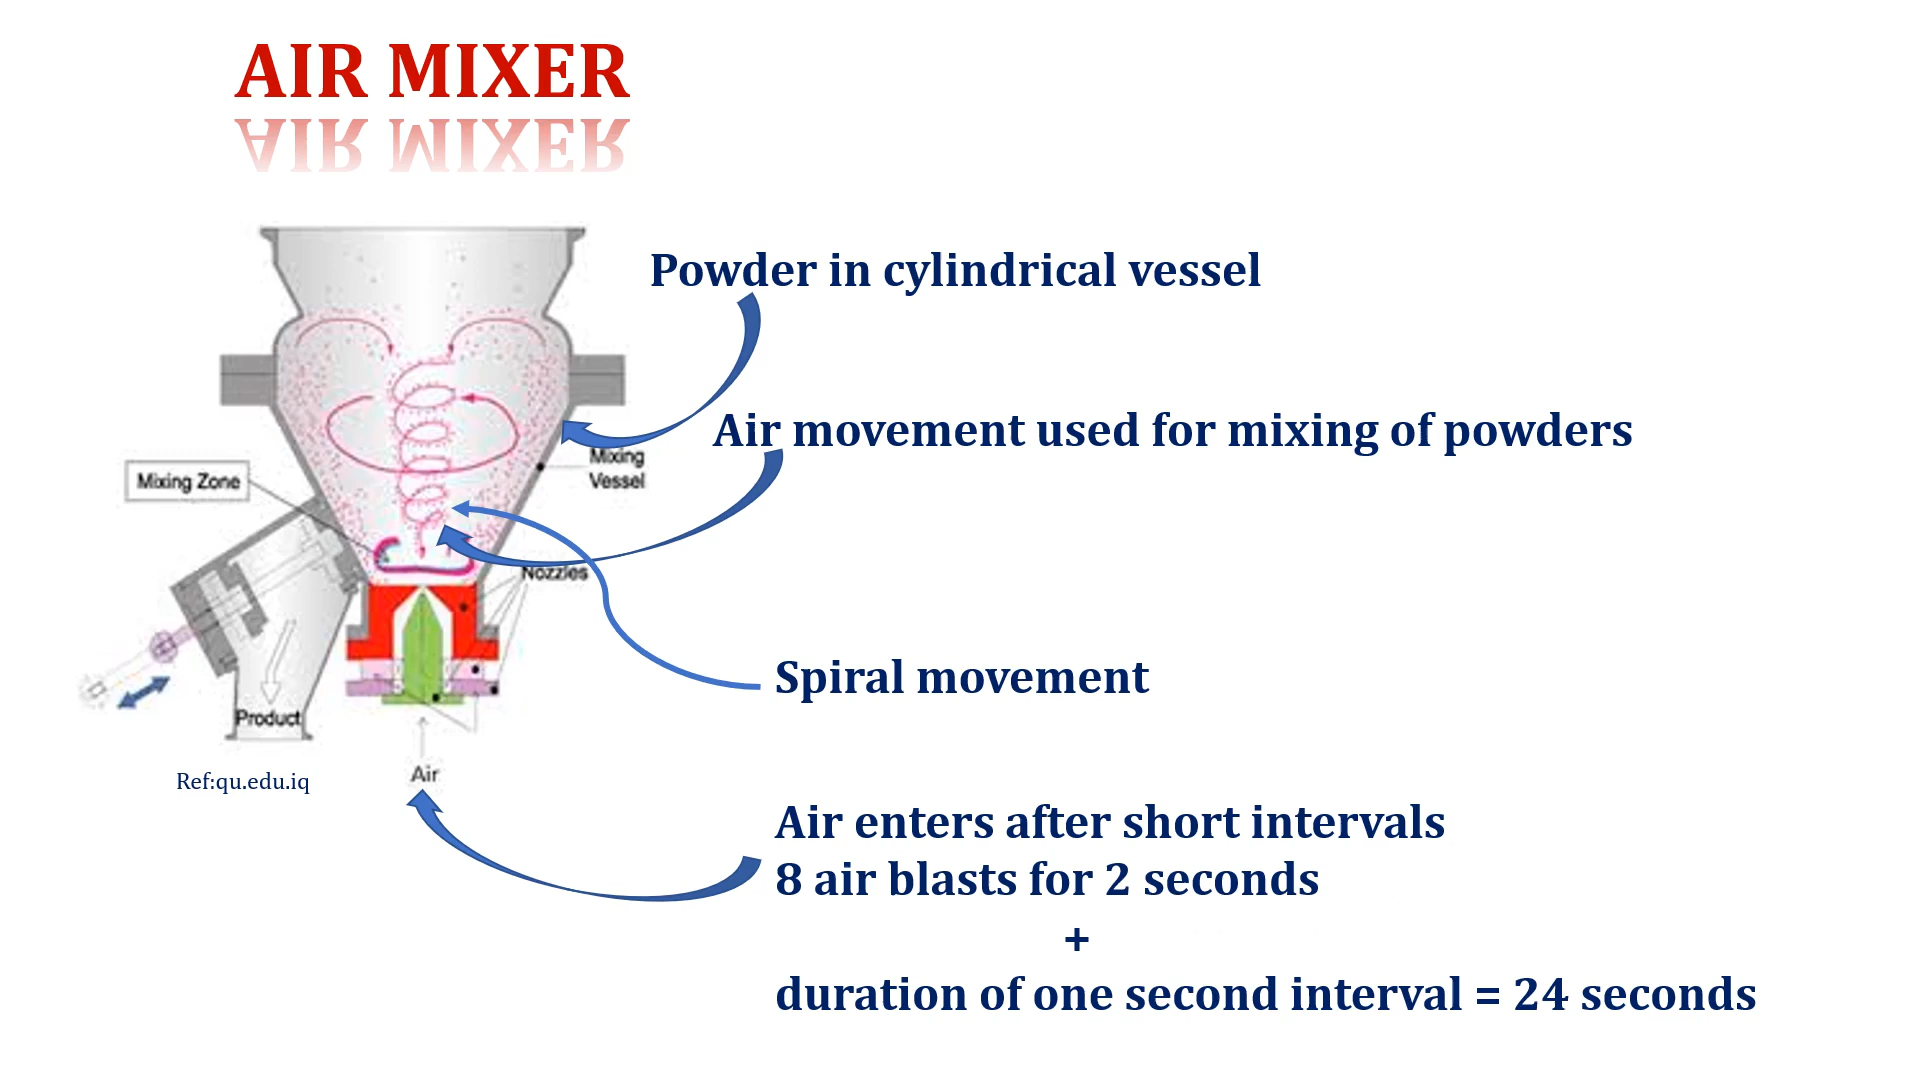 AIR MIXER
Powder in cylindrical vessel
Air movement used for mixing of powders
Mixing
Vessel
Mixing Zone
Nozzles
Spiral movement
Product
Air
Ref:qu.edu.iq
Air enters after short intervals
8 air blasts for 2 seconds
+
duration of one second interval = 24 seconds